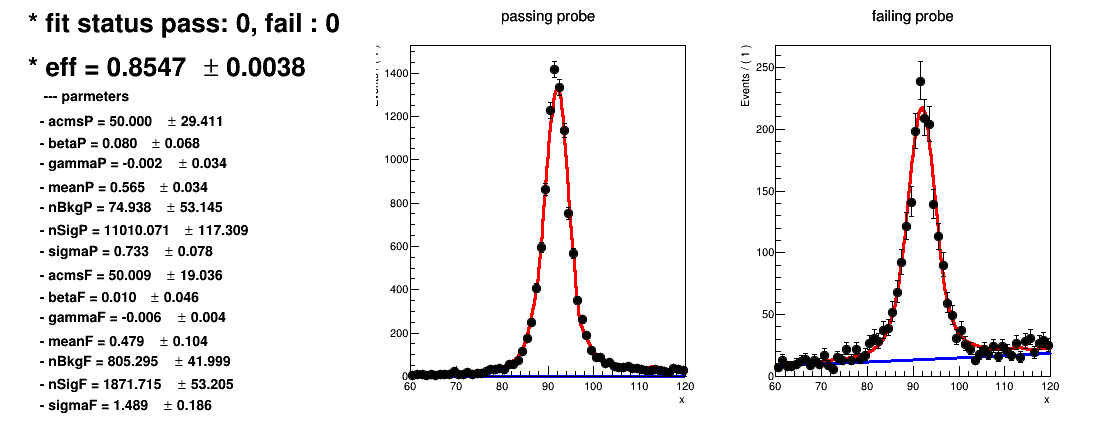 * fit status pass: 0, fail : 0
* eff = 0.8547 ± 0.0038
--- parmeters
- acmsP = 50.000 ± 29.411
- betaP = 0.080 ± 0.068
- gammaP = -0.002 ± 0.034
- meanP = 0.565 ± 0.034
- nBkgP = 74.938 ± 53.145
- nSigP = 11010.071 ± 117.309
- sigmaP = 0.733 ± 0.078
- acmsF = 50.009 ± 19.036
- betaF = 0.010 ± 0.046
- gammaF = -0.006 ± 0.004
- meanF = 0.479 ± 0.104
- nBkgF = 805.295 ± 41.999
- nSigF = 1871.715 ± 53.205
- sigmaF = 1.489 ± 0.186
passing probe
1400
1200
1000
800
600
400
200
0
60 70 80 90 100 110 120
x
failing probe
Events / ( 1 )
250
200
150
100
50
0
60 70 80 90 100 110 120
x